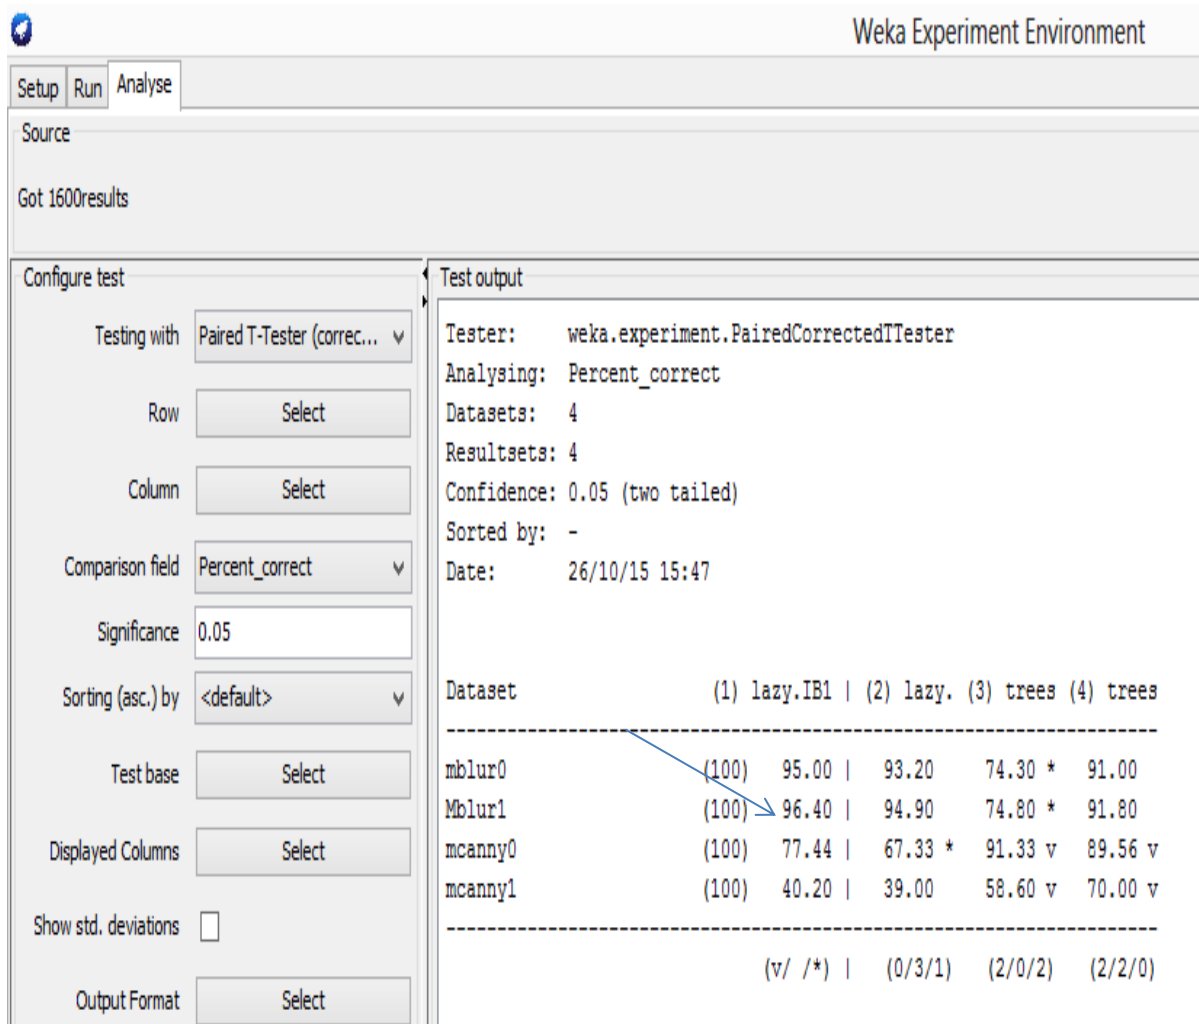 Weka Experiment Environment
Setup Run Analyse
Source
Got 1600results
Configure test
Testing with Paired T-Tester (correc...
Row Select
Column Select
Comparison field Percent_correct
Significance 0.05
Sorting (asc.) by <default>
Test base Select
Displayed Columns Select
Show std. deviations
Output Format Select
Test output
Tester: weka.experiment.PairedCorrectedTTester
Analysing: Percent_correct
Datasets: 4
Resultsets: 4
Confidence: 0.05 (two tailed)
Sorted by: -
Date: 26/10/15 15:47
Dataset (1) lazy.IB1 | (2) lazy. (3) trees (4) trees
----------------------------------------------------------------------
mblur0 (100) 95.00 | 93.20 74.30 * 91.00
Mblur1 (100) 96.40 | 94.90 74.80 * 91.80
mcanny0 (100) 77.44 | 67.33 * 91.33 v 89.56 v
mcanny1 (100) 40.20 | 39.00 58.60 v 70.00 v
----------------------------------------------------------------------
(v/ /*) | (0/3/1) (2/0/2) (2/2/0)